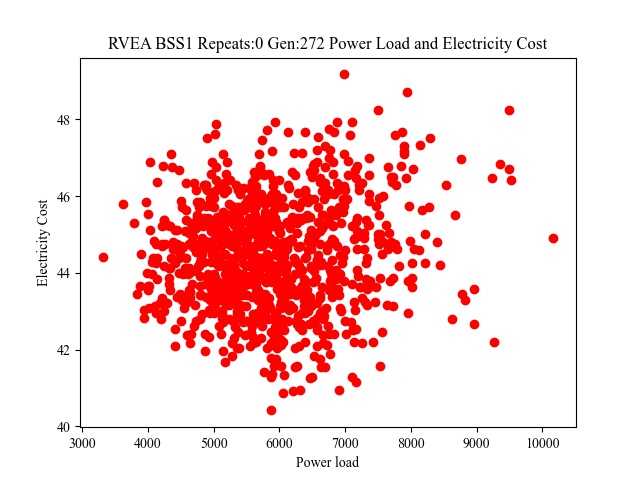 RVEA BSS1 Repeats:0 Gen:272 Power Load and Electricity Cost
48
46
44
42
40
Electricity Cost
3000 4000 5000 6000 7000 8000 9000 10000
Power load